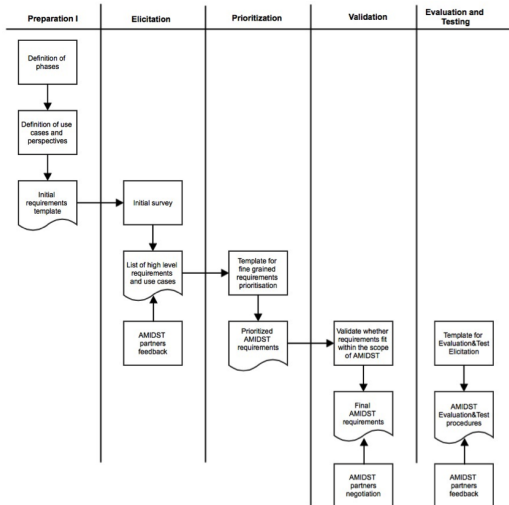 Preparation I
Elicitation
Prioritization
Validation
Evaluation and
Testing
Definition of
phases
Definition of use
cases and
perspectives
Initial
requirements
template
Initial survey
List of high level
requirements
and use cases
AMIDST
partners
feedback
Template for
fine grained
requirements
prioritisation
Prioritized
AMIDST
requirements
Validate whether
requirements fit
within the scope
of AMIDST
Final
AMIDST
requirements
AMIDST
partners
negotiation
Template for
Evaluation&Test
Elicitation
AMIDST
Evaluation&Test
procedures
AMIDST
partners
feedback